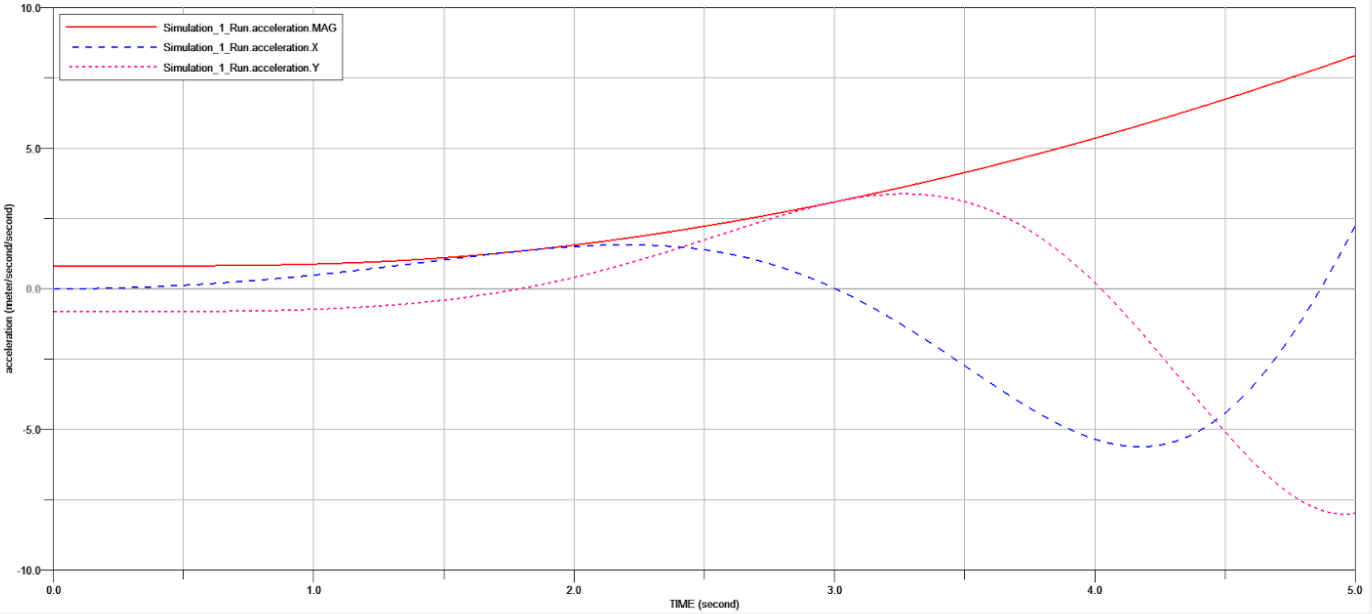 10.0
Simulation_1_Run.acceleration.MAG
Simulation_1_Run.acceleration.X
Simulation_1_Run.acceleration.Y
5.0
acceleration (meter/second/second)
0.0
-5.0
-10.0
0.0 1.0 2.0 3.0 4.0 5.0
TIME (second)